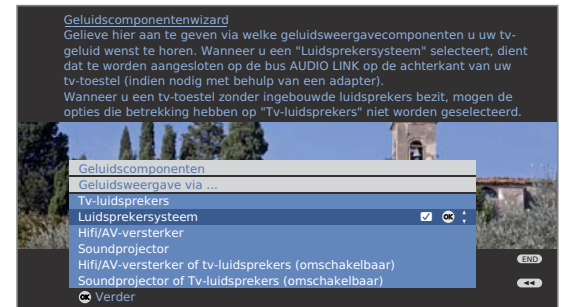 Geluidscomponentenwizard
Gelieve hier aan te geven via welke geluidsweergavecomponenten u uw tv-
geluid wenst te horen. Wanneer u een "Luidsprekersysteem" selecteert, dient
dat te worden aangesloten op de bus AUDIO LINK op de achterkant van uw
tv-toestel (indien nodig met behulp van een adapter).
Wanneer u een tv-toestel zonder ingebouwde luidsprekers bezit, mogen de
opties die betrekking hebben op "Tv-luidsprekers" niet worden geselecteerd.
Geluidscomponenten
Geluidsweergave via ...
Tv-luidsprekers
Luidsprekersysteem OK
Hifi/AV-versterker
Soundprojector
Hifi/AV-versterker of tv-luidsprekers (omschakelbaar)
Soundprojector of Tv-luidsprekers (omschakelbaar)
END
OK Verder